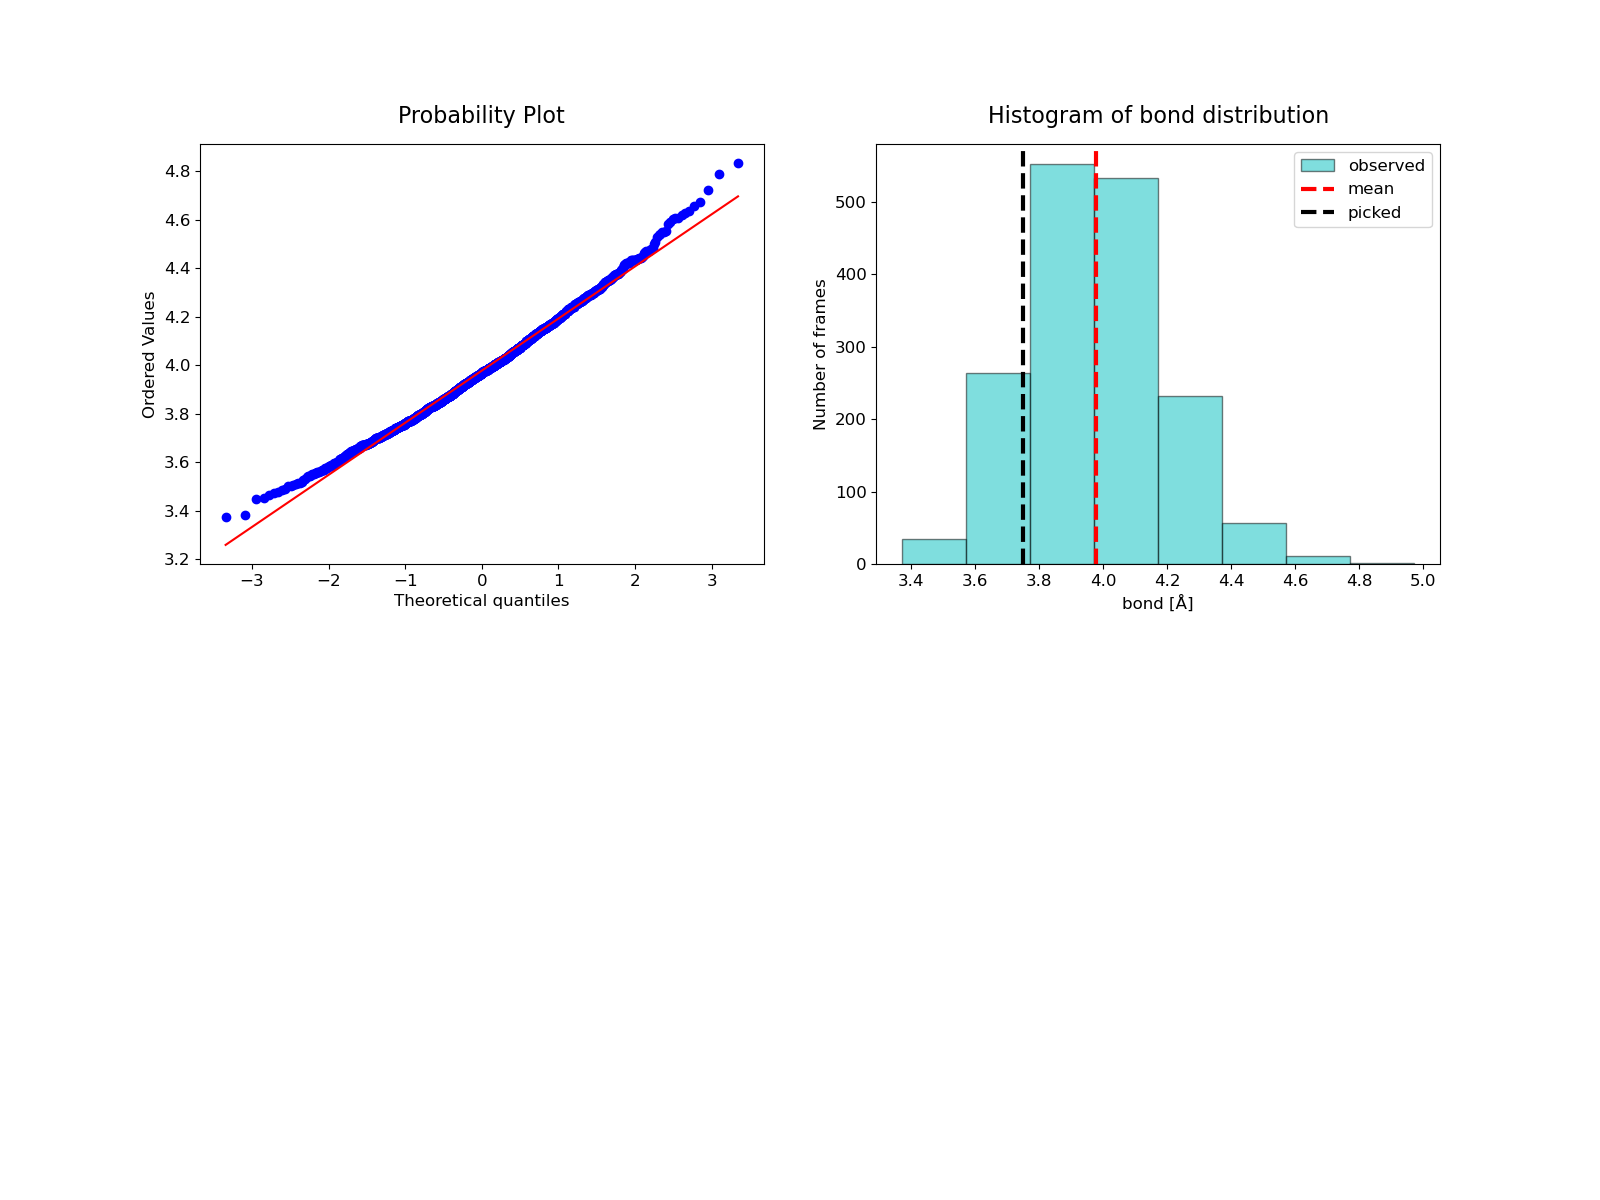 Probability Plot
4.8
4.6
4.4
4.2
4.0
3.8
3.6
3.4
3.2
Ordered Values
−3 −2 −1 0 1 2 3
Theoretical quantiles
Histogram of bond distribution
observed
mean
picked
500
400
300
200
100
0
Number of frames
3.4 3.6 3.8 4.0 4.2 4.4 4.6 4.8 5.0
bond [Å]